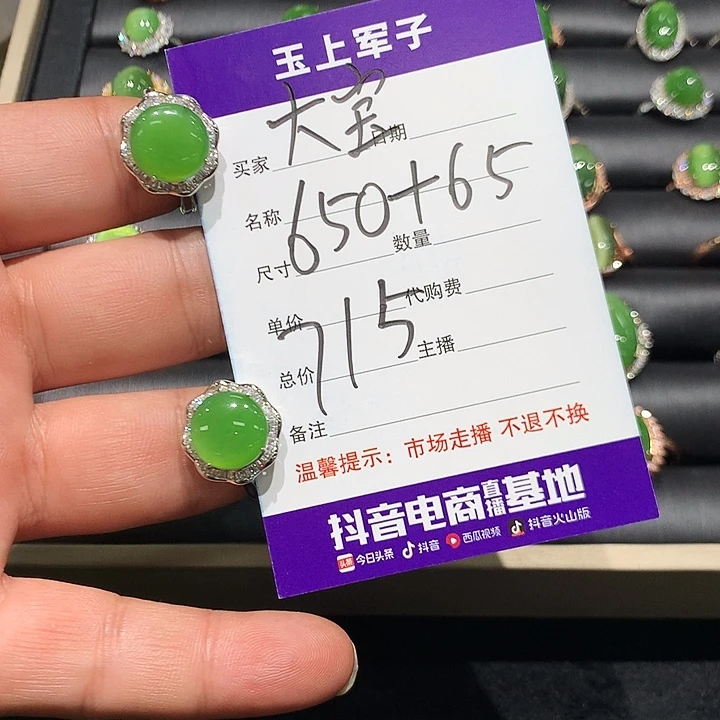 玉上军子
买家 大宝 日期
名称 650+65
尺寸 数量
单价 代购费
总价 715 主播
备注
温馨提示：市场走播 不退不换
抖音电商直播基地
头条 今日头条 抖音 西瓜视频 抖音火山版